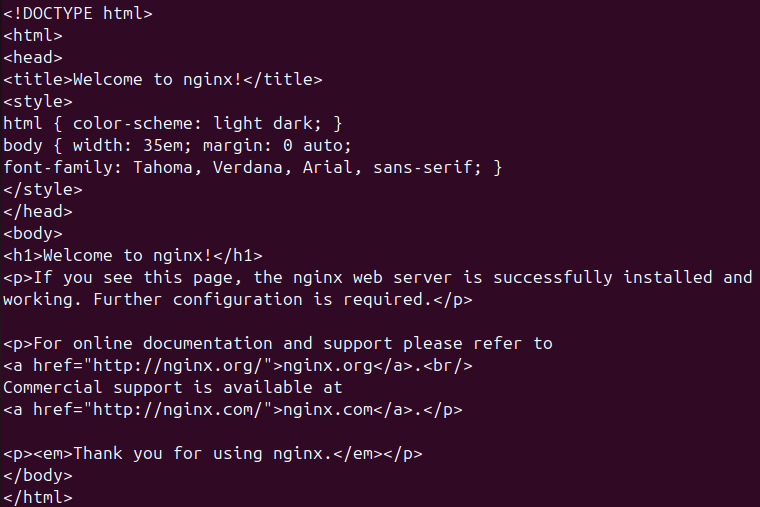 <!DOCTYPE html>
<html>
<head>
<title>Welcome to nginx!</title>
<style>
html { color-scheme: light dark; }
body { width: 35em; margin: 0 auto;
font-family: Tahoma, Verdana, Arial, sans-serif; }
</style>
</head>
<body>
<h1>Welcome to nginx!</h1>
<p>If you see this page, the nginx web server is successfully installed and
working. Further configuration is required.</p>

<p>For online documentation and support please refer to
<a href="http://nginx.org/">nginx.org</a>.<br/>
Commercial support is available at
<a href="http://nginx.com/">nginx.com</a>.</p>

<p><em>Thank you for using nginx.</em></p>
</body>
</html>